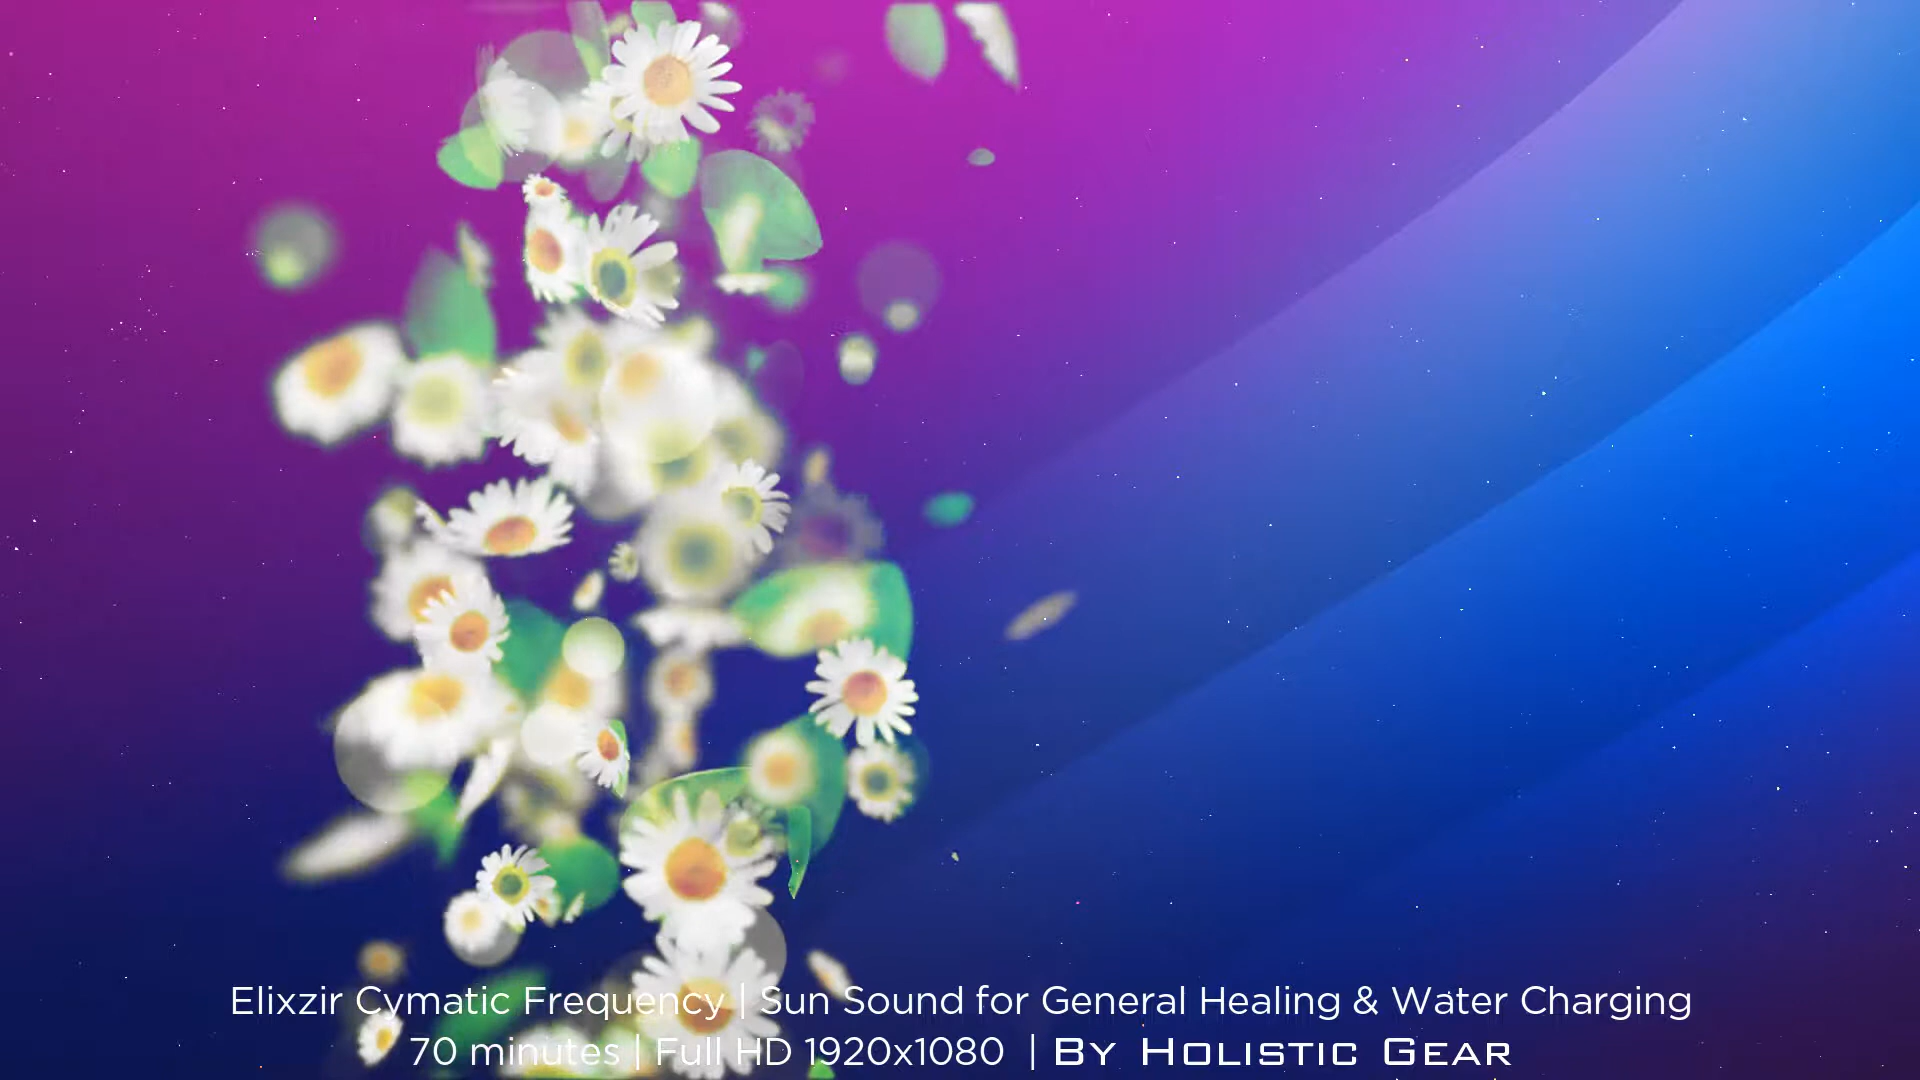 Elixzir Cymatic Frequency | Sun Sound for General Healing & Water Charging
70 minutes | Full HD 1920x1080 | By Holistic Gear